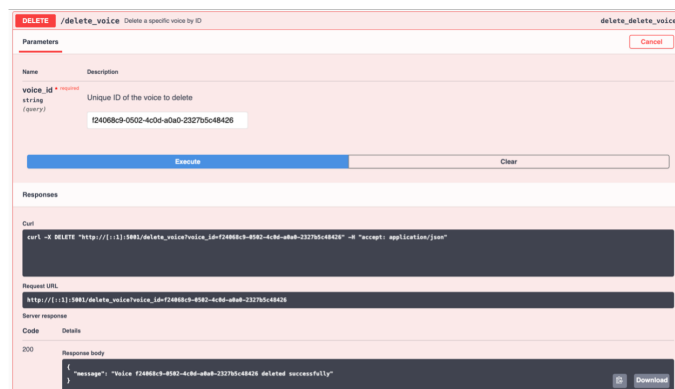 DELETE /delete_voice Delete a specific voice by ID delete_delete_voice
Parameters Cancel
Name Description
voice_id * required
string
(query)
Unique ID of the voice to delete
f24068c9-0502-4c0d-a0a0-2327b5c48426
Execute Clear
Responses
Curl
curl -X DELETE "http://[::1]:5001/delete_voice?voice_id=f24068c9-0502-4c0d-a0a0-2327b5c48426" -H "accept: application/json"
Request URL
http://[::1]:5001/delete_voice?voice_id=f24068c9-0502-4c0d-a0a0-2327b5c48426
Server response
Code Details
200
Response body
{
"message": "Voice f24068c9-0502-4c0d-a0a0-2327b5c48426 deleted successfully"
}
Download